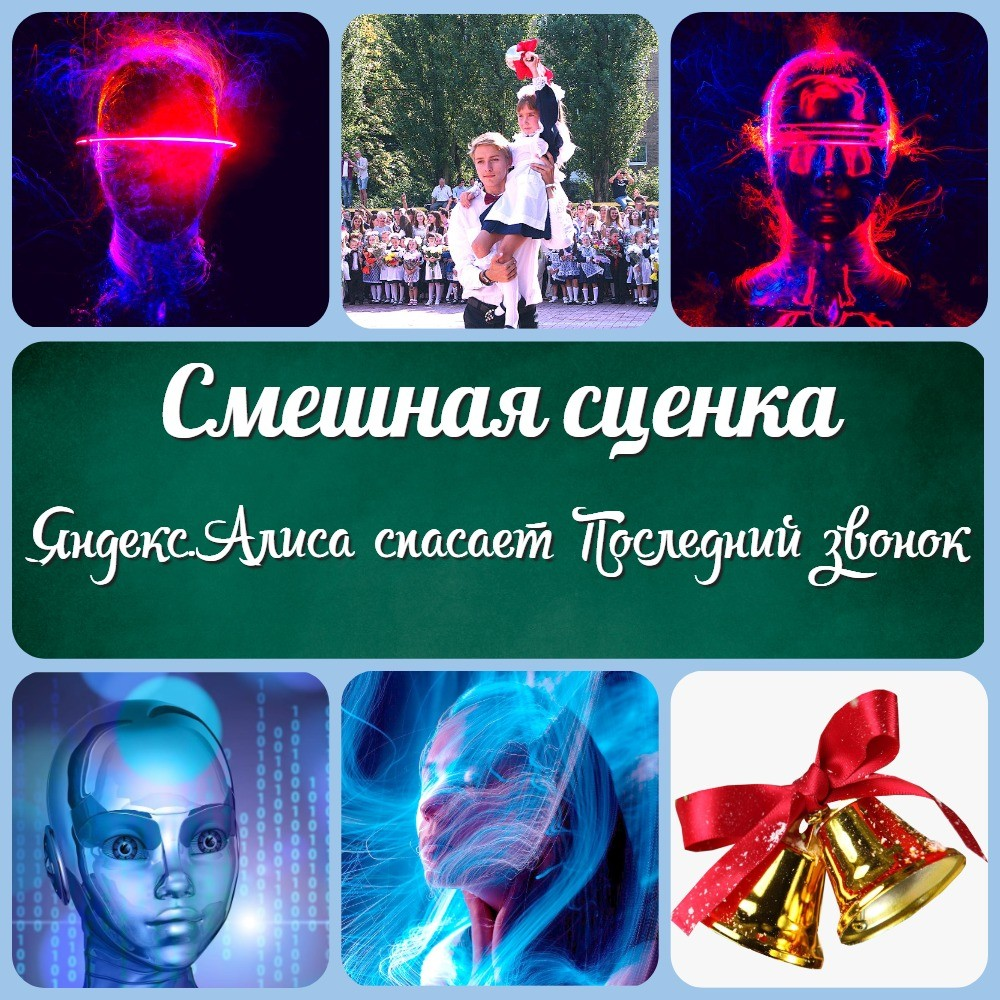 Смешная сценка
Яндекс.Алиса спасает Последний звонок